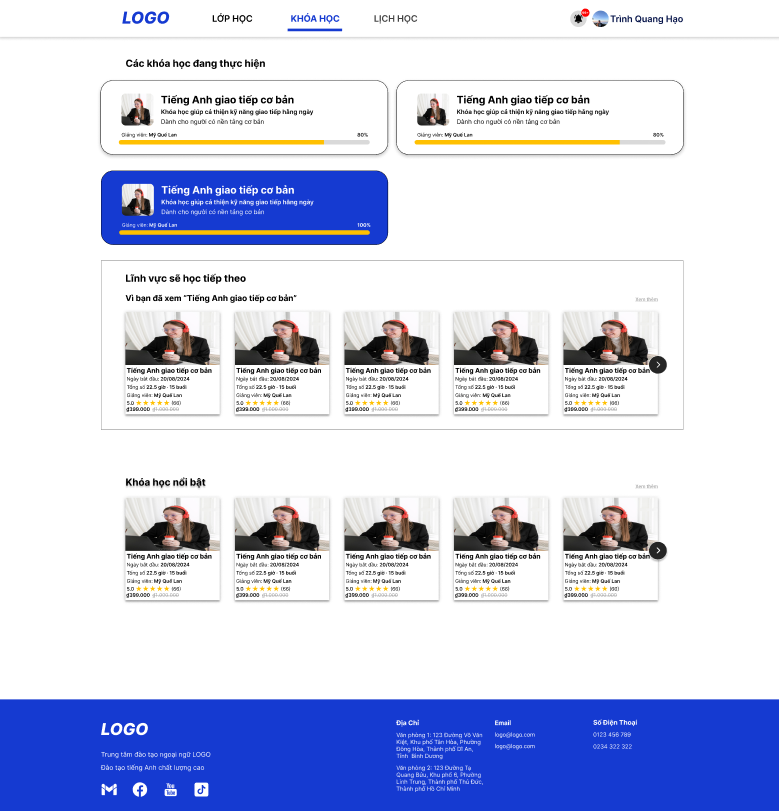 LOGO
LỚP HỌC
KHÓA HỌC
LỊCH HỌC
Trình Quang Hạo
Các khóa học đang thực hiện
Tiếng Anh giao tiếp cơ bản
Khóa học giúp cả thiện kỹ năng giao tiếp hằng ngày
Dành cho người có nền tảng cơ bản
Giảng viên: Mỹ Quế Lan
80%
Tiếng Anh giao tiếp cơ bản
Khóa học giúp cả thiện kỹ năng giao tiếp hằng ngày
Dành cho người có nền tảng cơ bản
Giảng viên: Mỹ Quế Lan
80%
Tiếng Anh giao tiếp cơ bản
Khóa học giúp cả thiện kỹ năng giao tiếp hằng ngày
Dành cho người có nền tảng cơ bản
Giảng viên: Mỹ Quế Lan
100%
Lĩnh vực sẽ học tiếp theo
Vì bạn đã xem “Tiếng Anh giao tiếp cơ bản”
Xem thêm
Tiếng Anh giao tiếp cơ bản
Ngày bắt đầu: 20/08/2024
Tổng số 22.5 giờ · 15 buổi
Giảng viên: Mỹ Quế Lan
5.0 ★★★★★ (66)
₫399.000 ₫1.000.000
Tiếng Anh giao tiếp cơ bản
Ngày bắt đầu: 20/08/2024
Tổng số 22.5 giờ · 15 buổi
Giảng viên: Mỹ Quế Lan
5.0 ★★★★★ (66)
₫399.000 ₫1.000.000
Tiếng Anh giao tiếp cơ bản
Ngày bắt đầu: 20/08/2024
Tổng số 22.5 giờ · 15 buổi
Giảng viên: Mỹ Quế Lan
5.0 ★★★★★ (66)
₫399.000 ₫1.000.000
Tiếng Anh giao tiếp cơ bản
Ngày bắt đầu: 20/08/2024
Tổng số 22.5 giờ · 15 buổi
Giảng viên: Mỹ Quế Lan
5.0 ★★★★★ (66)
₫399.000 ₫1.000.000
Tiếng Anh giao tiếp cơ bản
Ngày bắt đầu: 20/08/2024
Tổng số 22.5 giờ · 15 buổi
Giảng viên: Mỹ Quế Lan
5.0 ★★★★★ (66)
₫399.000 ₫1.000.000
Khóa học nổi bật
Xem thêm
Tiếng Anh giao tiếp cơ bản
Ngày bắt đầu: 20/08/2024
Tổng số 22.5 giờ · 15 buổi
Giảng viên: Mỹ Quế Lan
5.0 ★★★★★ (66)
₫399.000 ₫1.000.000
Tiếng Anh giao tiếp cơ bản
Ngày bắt đầu: 20/08/2024
Tổng số 22.5 giờ · 15 buổi
Giảng viên: Mỹ Quế Lan
5.0 ★★★★★ (66)
₫399.000 ₫1.000.000
Tiếng Anh giao tiếp cơ bản
Ngày bắt đầu: 20/08/2024
Tổng số 22.5 giờ · 15 buổi
Giảng viên: Mỹ Quế Lan
5.0 ★★★★★ (66)
₫399.000 ₫1.000.000
Tiếng Anh giao tiếp cơ bản
Ngày bắt đầu: 20/08/2024
Tổng số 22.5 giờ · 15 buổi
Giảng viên: Mỹ Quế Lan
5.0 ★★★★★ (66)
₫399.000 ₫1.000.000
Tiếng Anh giao tiếp cơ bản
Ngày bắt đầu: 20/08/2024
Tổng số 22.5 giờ · 15 buổi
Giảng viên: Mỹ Quế Lan
5.0 ★★★★★ (66)
₫399.000 ₫1.000.000
LOGO
Trung tâm đào tạo ngoại ngữ LOGO
Đào tạo tiếng Anh chất lượng cao
You
Tube
Địa Chỉ
Văn phòng 1: 123 Đường Võ Văn
Kiệt, Khu phố Tân Hòa, Phường
Đông Hòa, Thành phố Dĩ An,
Tỉnh Bình Dương
Văn phòng 2: 123 Đường Tạ
Quang Bửu, Khu phố 6, Phường
Linh Trung, Thành phố Thủ Đức,
Thành phố Hồ Chí Minh
Email
logo@logo.com
logo@logo.com
Số Điện Thoại
0123 456 789
0234 322 322